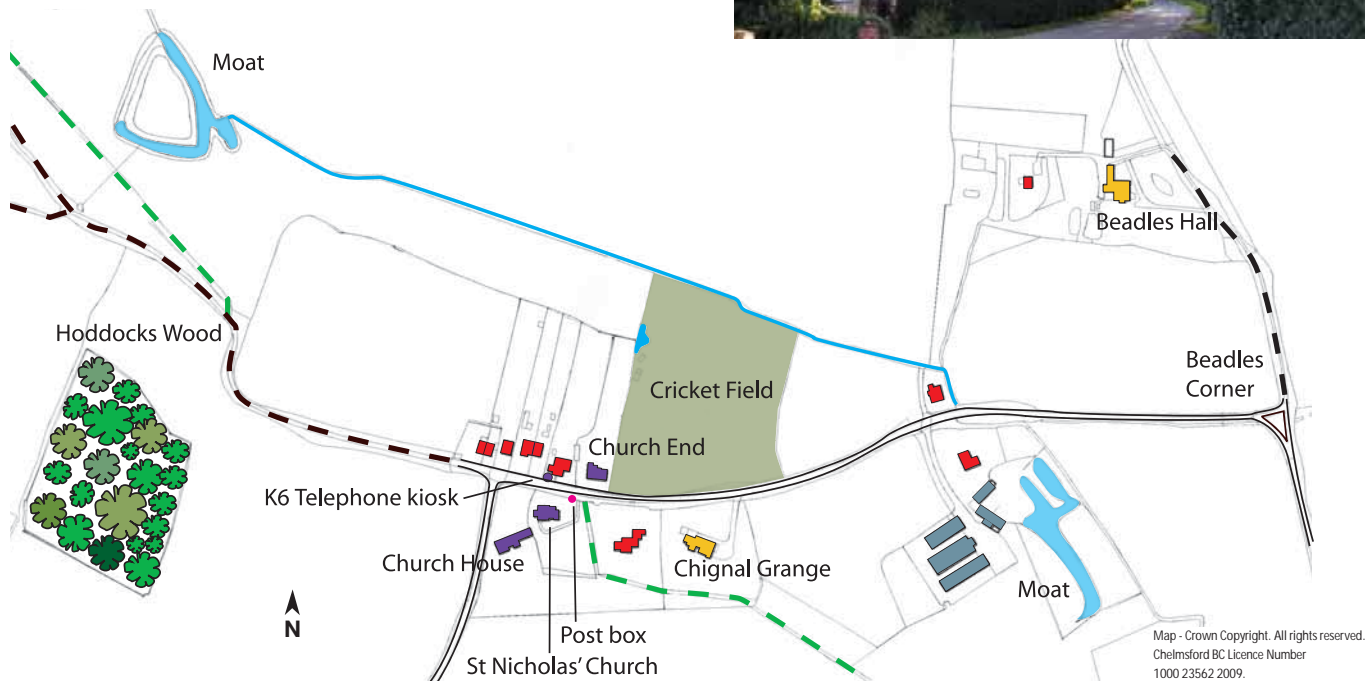 Moat
Beadles Hall
Hoddocks Wood
Beadles
Corner
Cricket Field
Church End
K6 Telephone kiosk
Church House
Chignal Grange
Moat
N
Post box
St Nicholas’ Church
Map - Crown Copyright. All rights reserved.
Chelmsford BC Licence Number
1000 23562 2009.